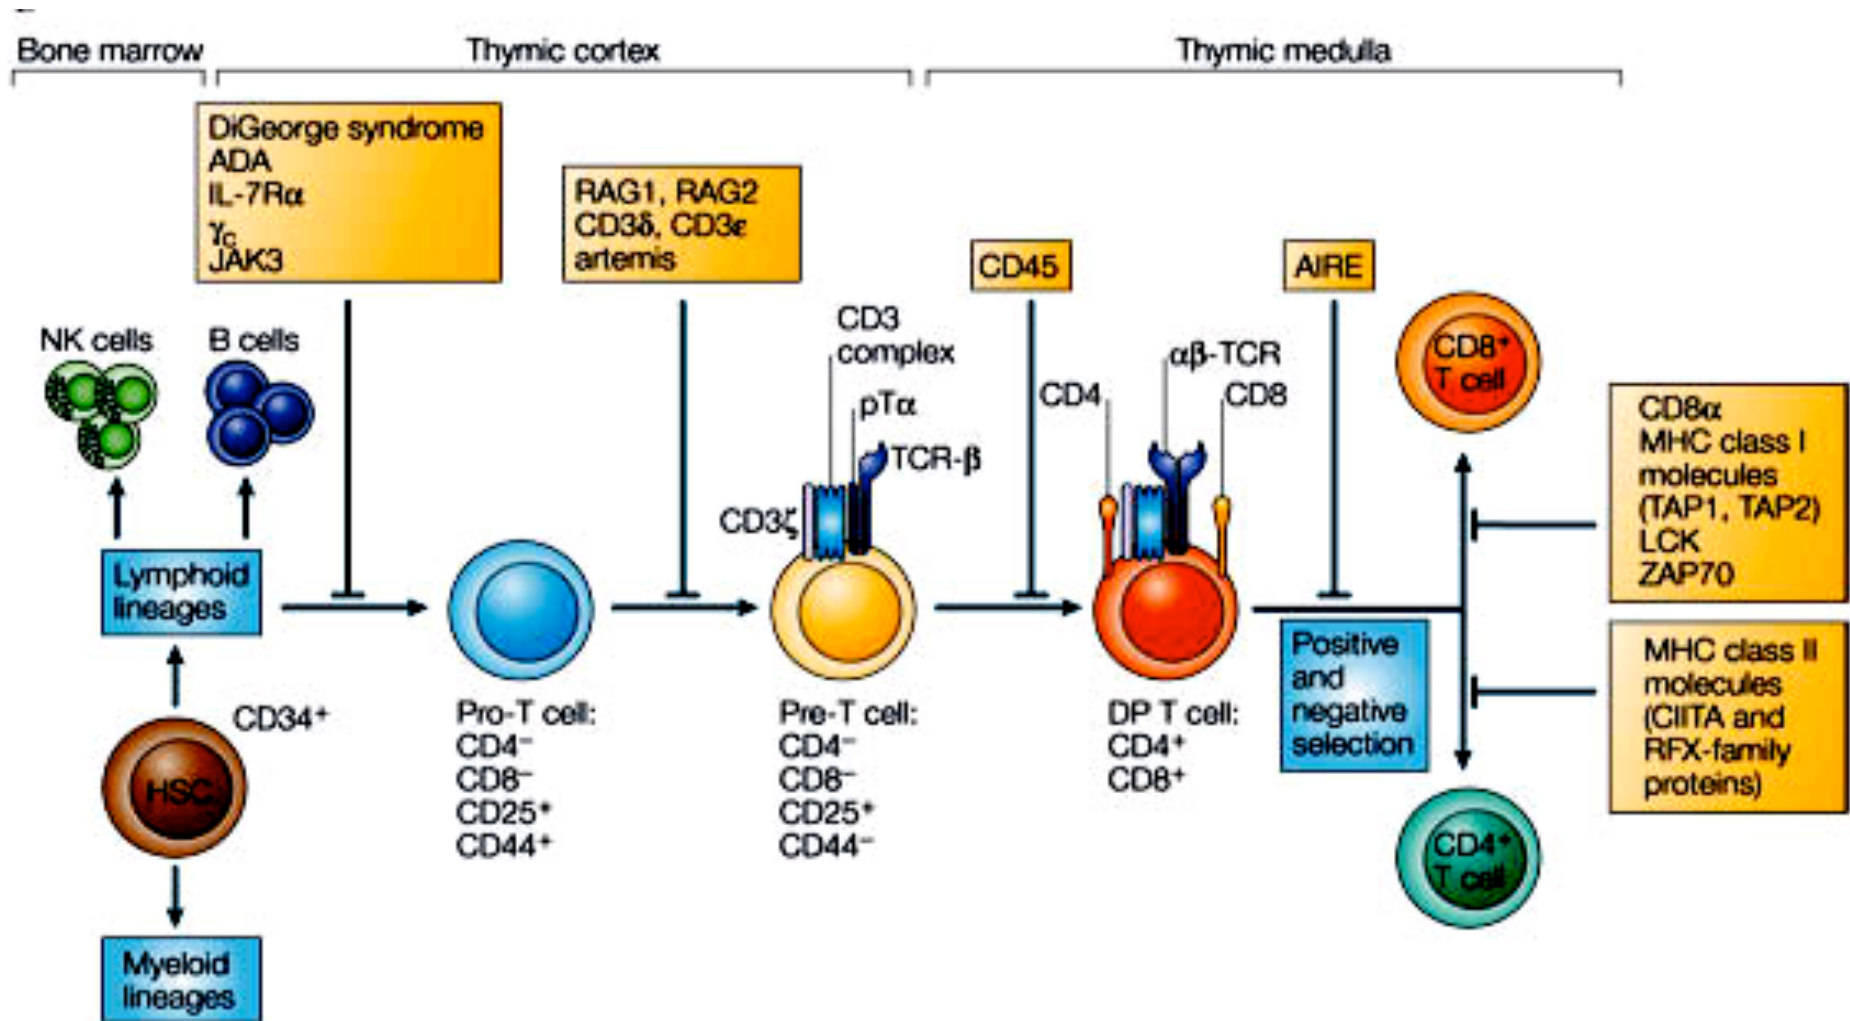 Bone marrow
Thymic cortex
Thymic medulla
DiGeorge syndrome
ADA
IL-7Rα
γc
JAK3
RAG1, RAG2
CD3δ, CD3ε
artemis
CD45
AIRE
NK cells
B cells
CD3
complex
pTα
TCR-β
CD3ζ
αβ-TCR
CD4
CD8
CD8⁺
T cell
CD8α
MHC class I
molecules
(TAP1, TAP2)
LCK
ZAP70
Lymphoid
lineages
CD34⁺
HSC
Myeloid
lineages
Pro-T cell:
CD4⁻
CD8⁻
CD25⁺
CD44⁺
Pre-T cell:
CD4⁻
CD8⁻
CD25⁺
CD44⁻
DP T cell:
CD4⁺
CD8⁺
Positive
and
negative
selection
MHC class II
molecules
(CIITA and
RFX-family
proteins)
CD4⁺
T cell